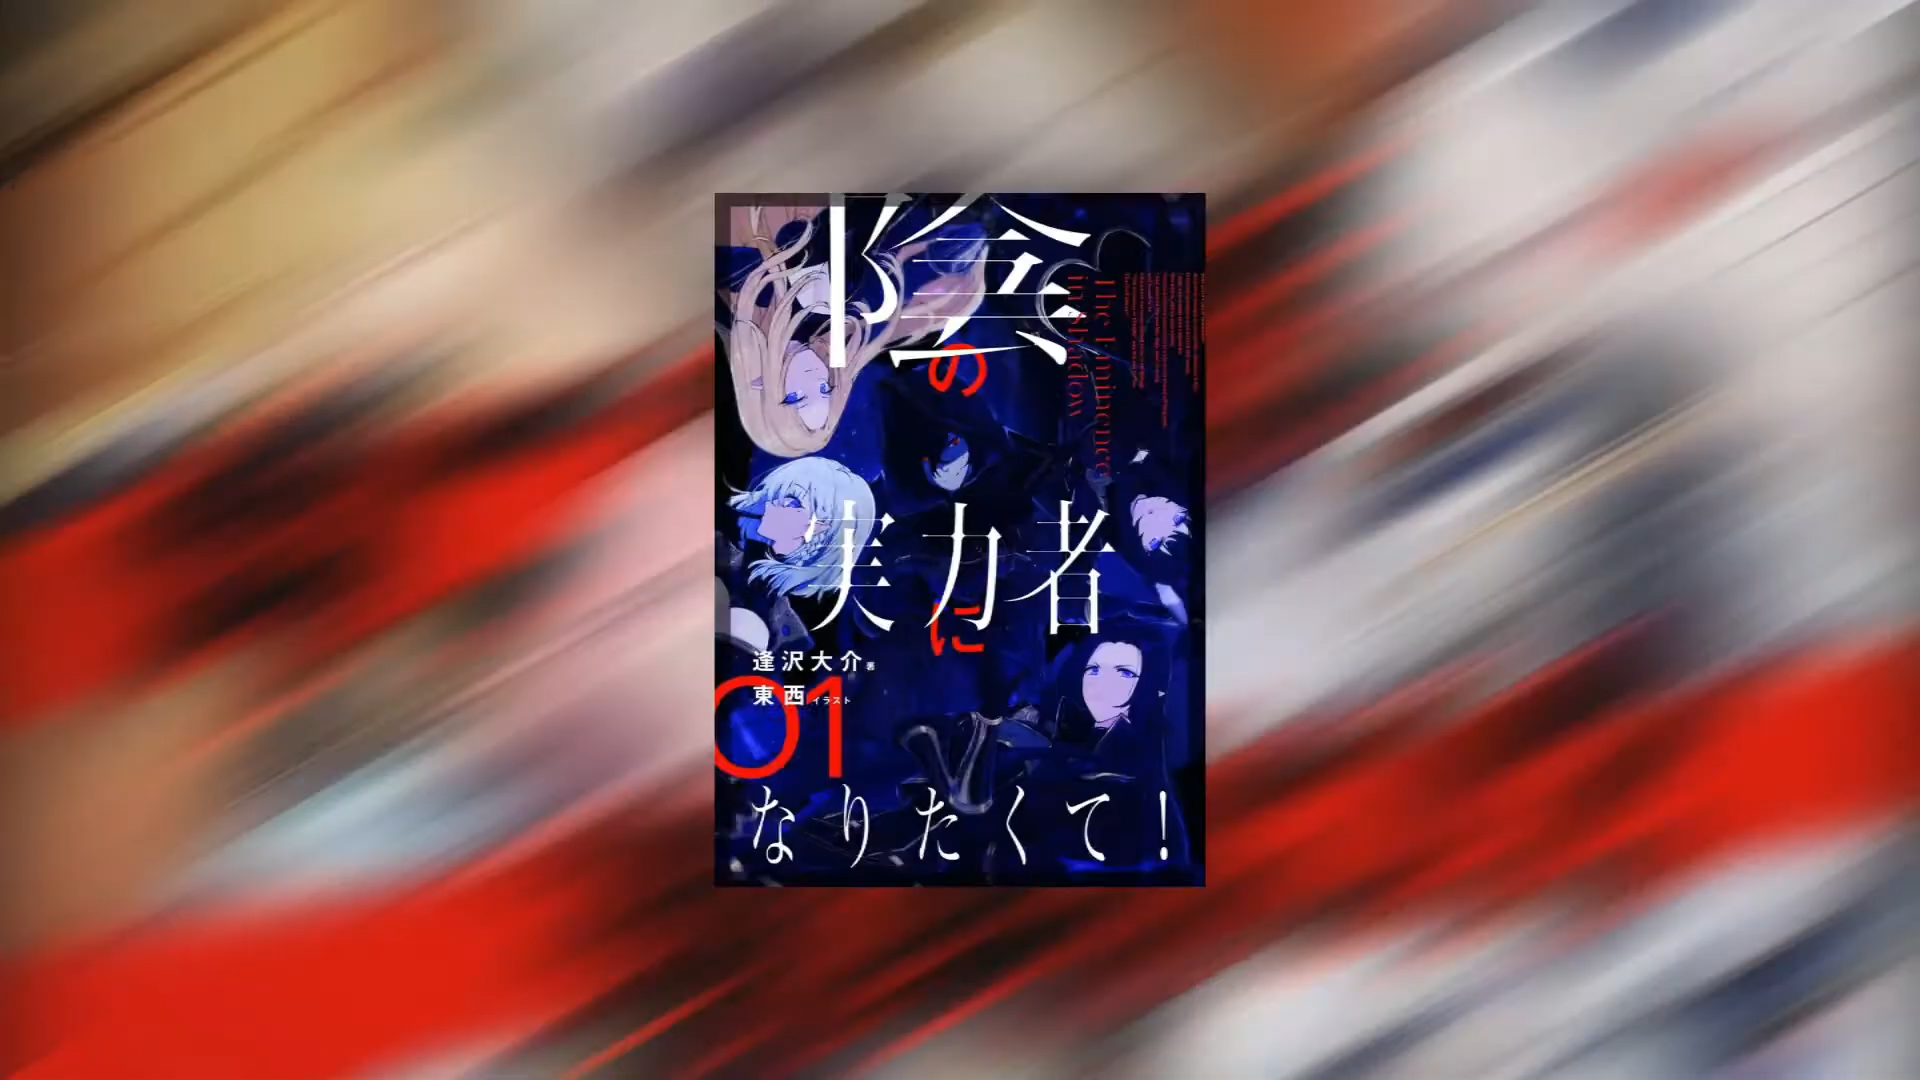 陰
の
The Eminence
in Shadow
実力者
に
逢沢大介 著
東西 イラスト
01
なりたくて!